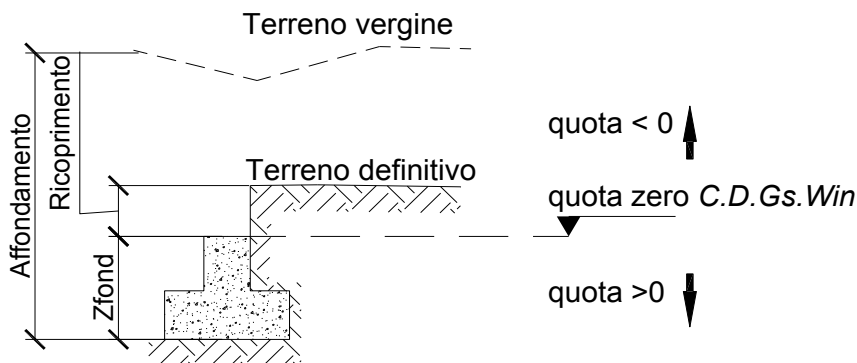 Terreno vergine
Affondamento
Ricoprimento
quota < 0
Terreno definitivo
quota zero C.D.Gs.Win
Zfond
quota >0